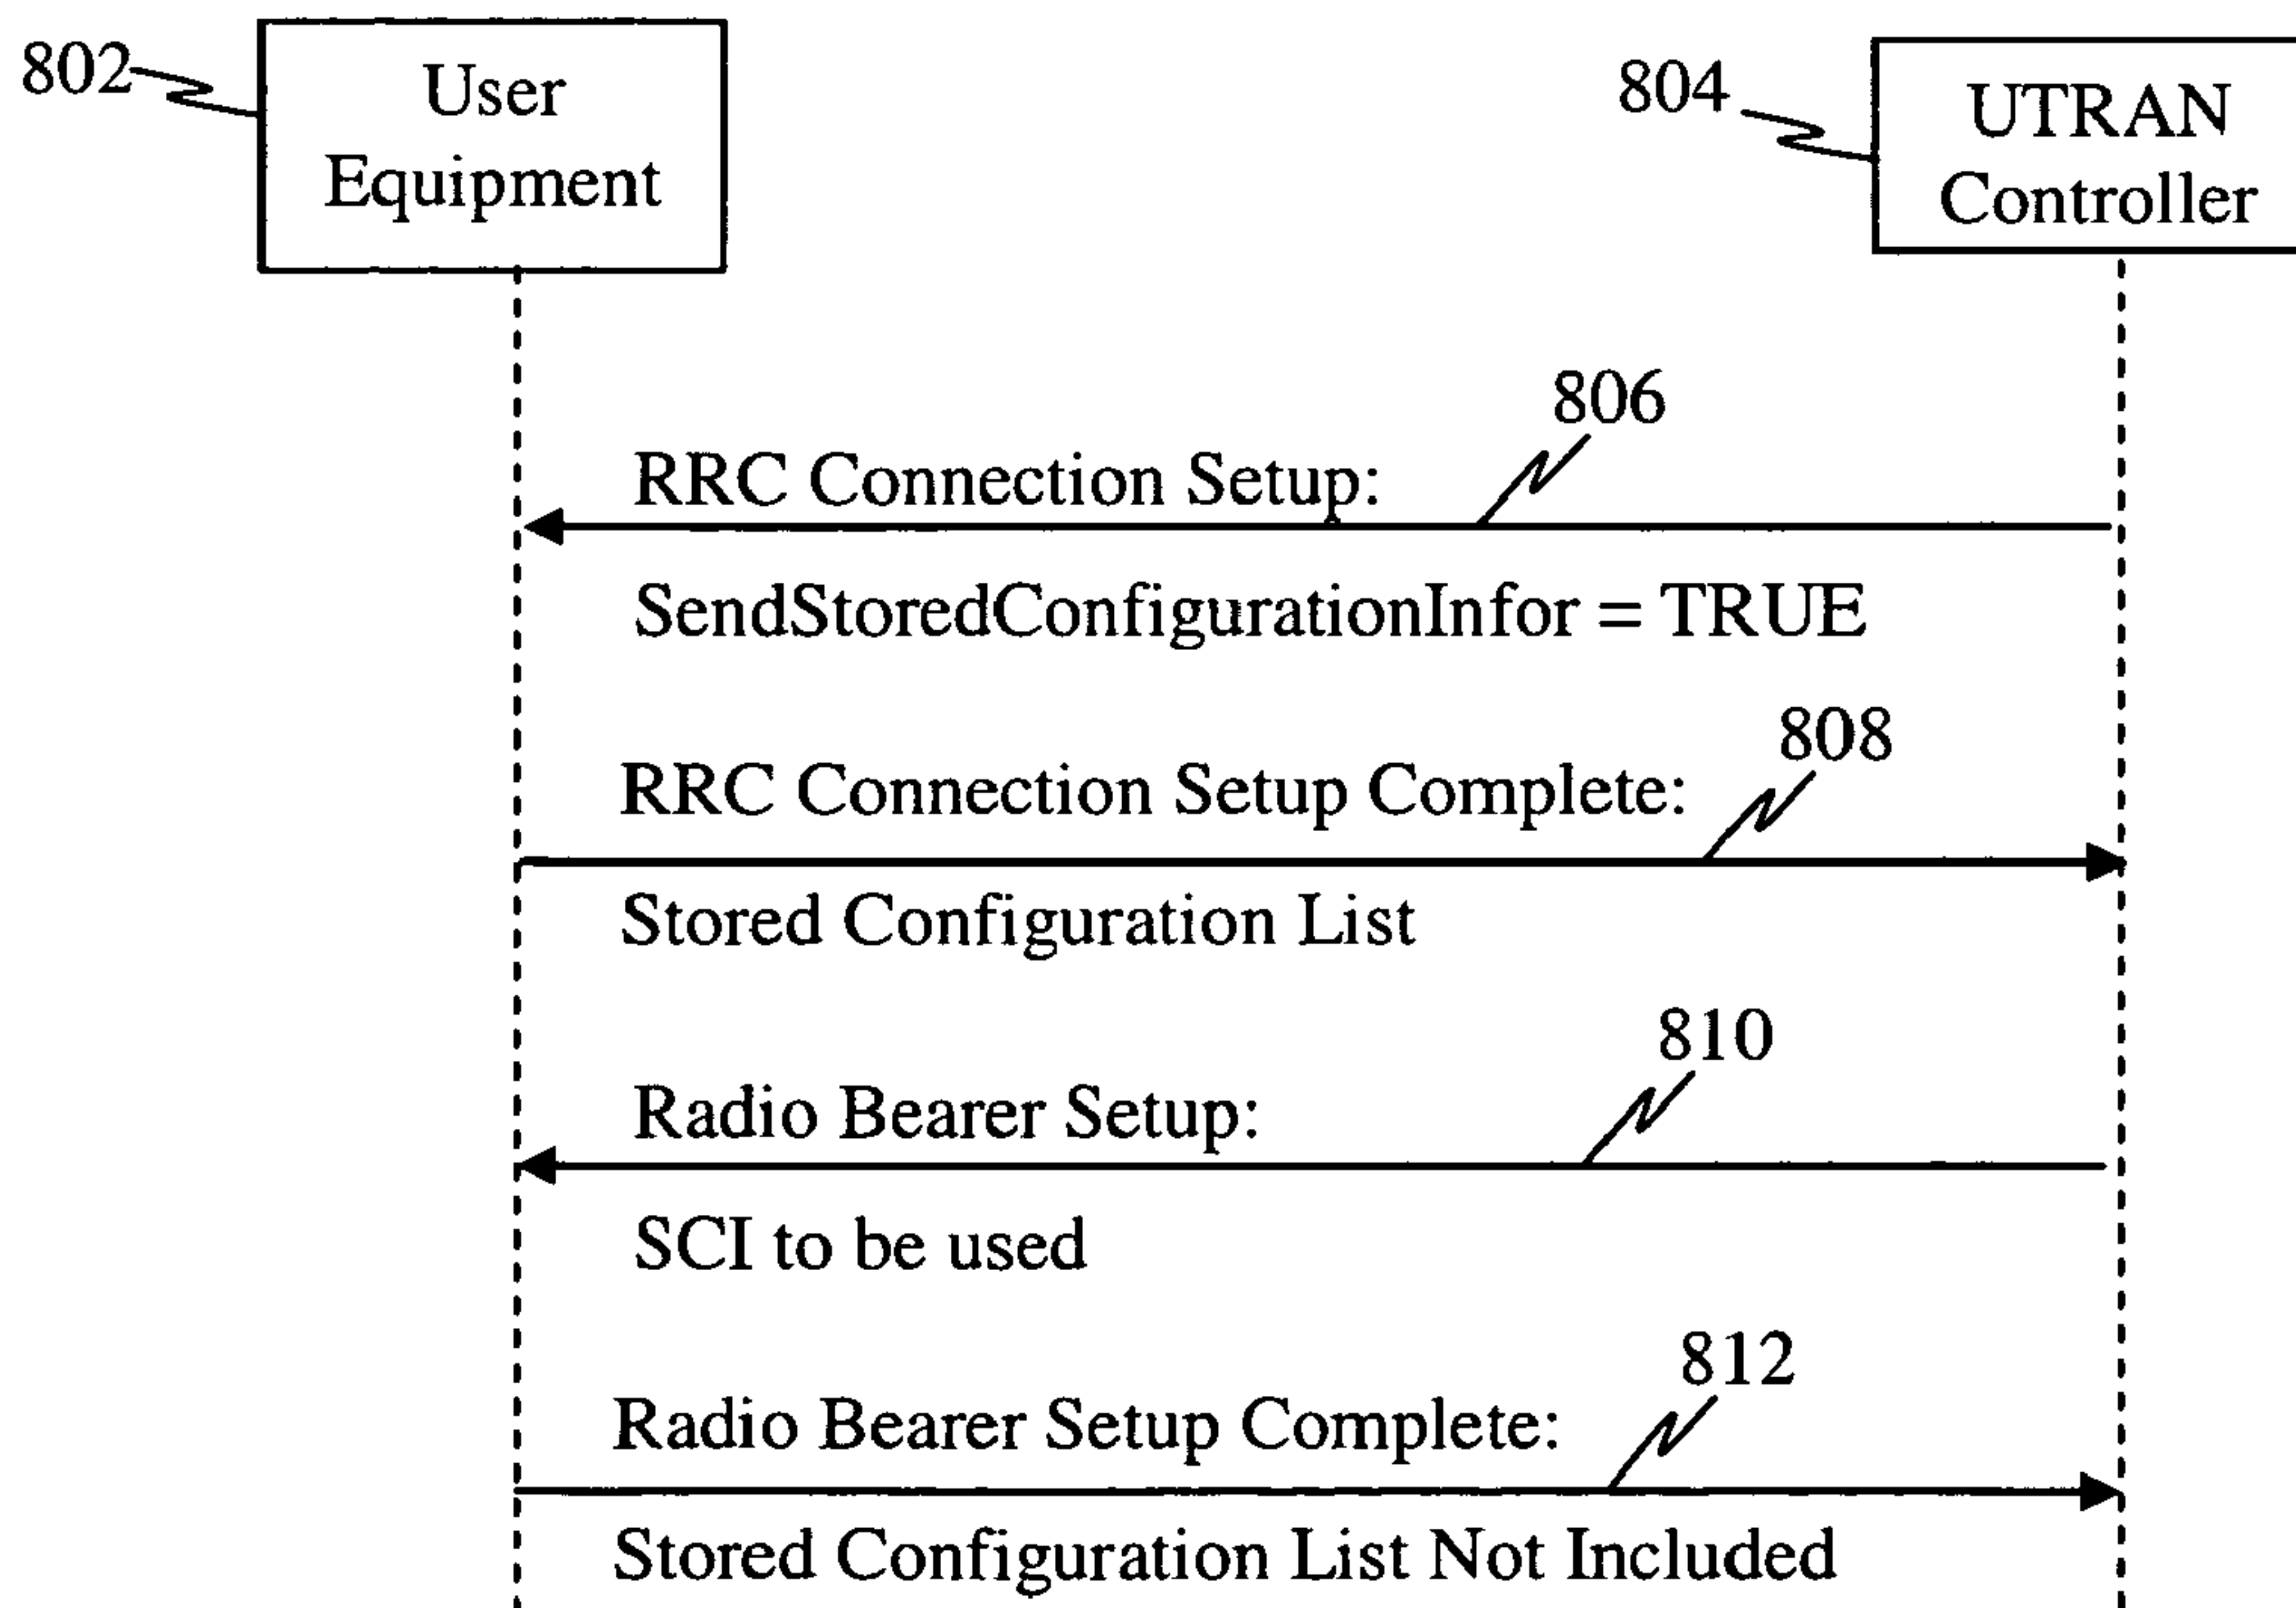 802
User
Equipment
804
UTRAN
Controller
806
RRC Connection Setup:
SendStoredConfigurationInfor = TRUE
808
RRC Connection Setup Complete:
Stored Configuration List
810
Radio Bearer Setup:
SCI to be used
812
Radio Bearer Setup Complete:
Stored Configuration List Not Included